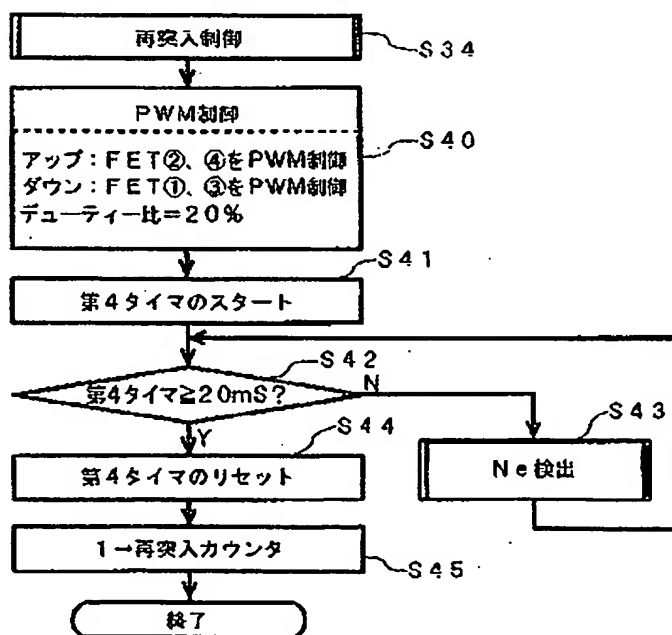 再突入制御
S34
PWM制御
アップ:FET②、④をPWM制御
ダウン:FET①、③をPWM制御
デューティー比=20%
S40
S41
第4タイマのスタート
S42
第4タイマ≧20mS?
N
S43
Ne検出
Y
S44
第4タイマのリセット
1→再突入カウンタ
S45
終了